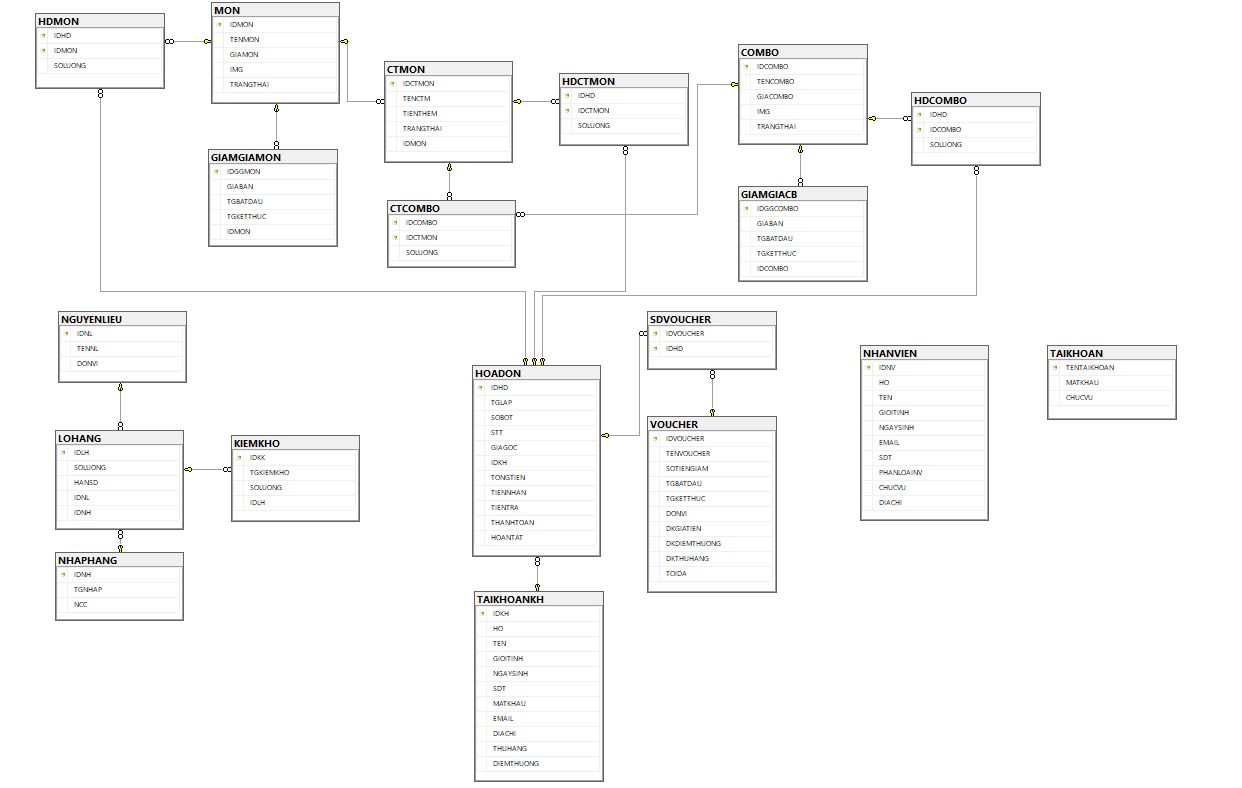 HDMON
IDHD
IDMON
SOLUONG
MON
IDMON
TENMON
GIAMON
IMG
TRANGTHAI
CTMON
IDCTMON
TENCTM
TIENTHEM
TRANGTHAI
IDMON
HDCTMON
IDHD
IDCTMON
SOLUONG
COMBO
IDCOMBO
TENCOMBO
GIACOMBO
IMG
TRANGTHAI
HDCOMBO
IDHD
IDCOMBO
SOLUONG
GIAMGIAMON
IDGGMON
GIABAN
TGBATDAU
TGKETTHUC
IDMON
CTCOMBO
IDCOMBO
IDCTMON
SOLUONG
GIAMGIACB
IDGGCOMBO
GIABAN
TGBATDAU
TGKETTHUC
IDCOMBO
NGUYENLIEU
IDNL
TENNL
DONVI
LOHANG
IDLH
SOLUONG
HANSD
IDNL
IDNH
KIEMKHO
IDKK
TGKIEMKHO
SOLUONG
IDLH
NHAPHANG
IDNH
TGNHAP
NCC
HOADON
IDHD
TGLAP
SOBOT
STT
GIAGOC
IDKH
TONGTIEN
TIENNHAN
TIENTRA
THANHTOAN
HOANTAT
SDVOUCHER
IDVOUCHER
IDHD
VOUCHER
IDVOUCHER
TENVOUCHER
SOTIENGIAM
TGBATDAU
TGKETTHUC
DONVI
DKGIATIEN
DKDIEMTHUONG
DKTHUHANG
TOIDA
NHANVIEN
IDNV
HO
TEN
GIOITINH
NGAYSINH
EMAIL
SDT
PHANLOAINV
CHUCVU
DIACHI
TAIKHOAN
TENTAIKHOAN
MATKHAU
CHUCVU
TAIKHOANKH
IDKH
HO
TEN
GIOITINH
NGAYSINH
SDT
MATKHAU
EMAIL
DIACHI
THUHANG
DIEMTHUONG